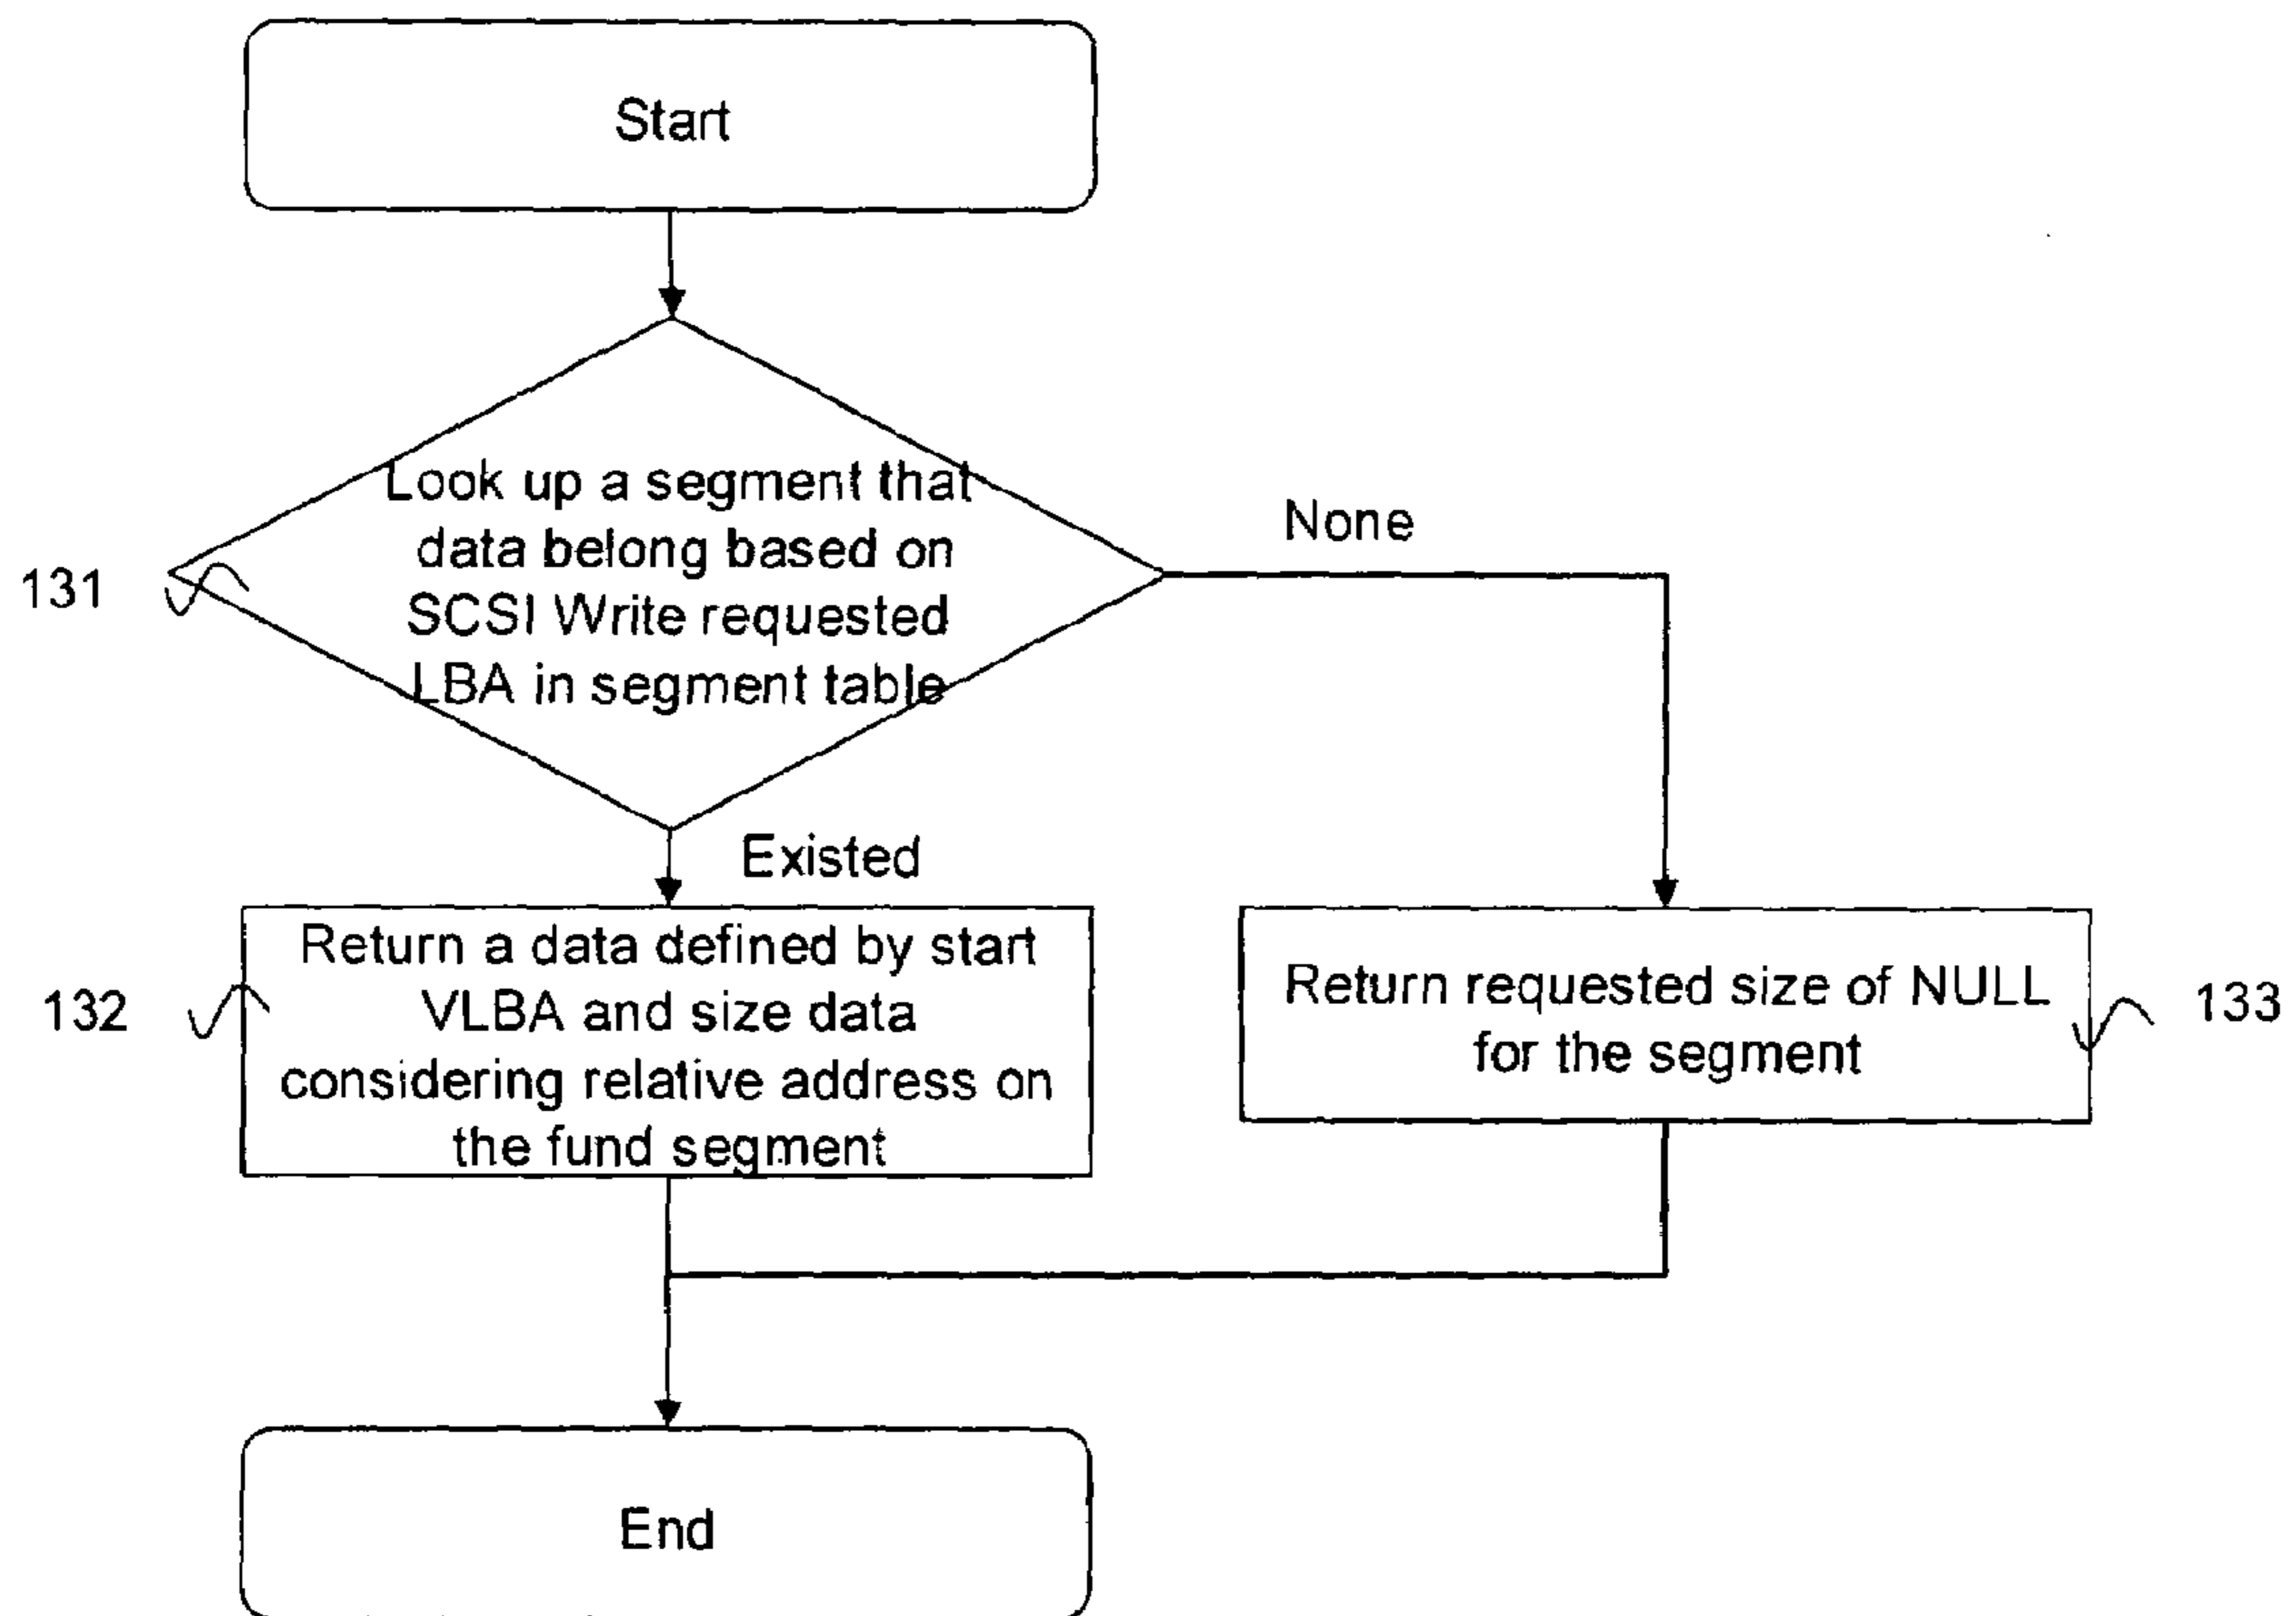 Start
Look up a segment that
data belong based on
SCSI Write requested
LBA in segment table
131
None
Existed
Return a data defined by start
VLBA and size data
considering relative address on
the fund segment
132
Return requested size of NULL
for the segment
133
End